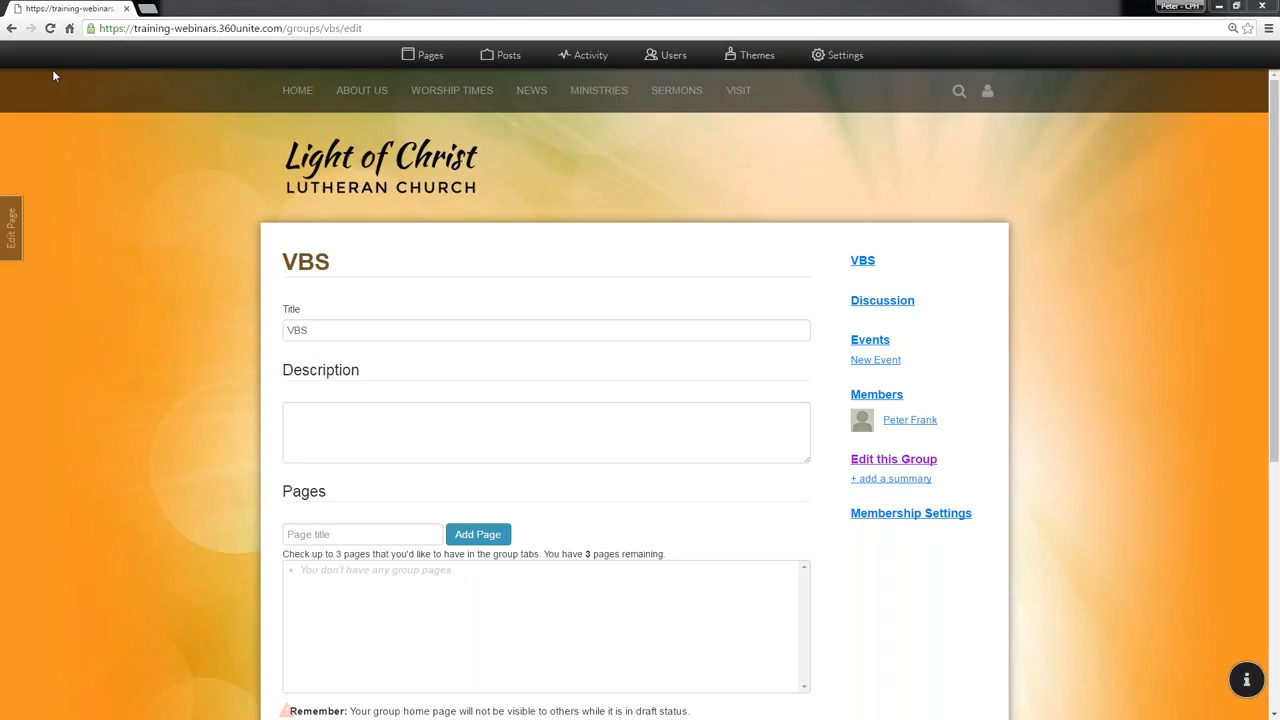 https://training-webinars
Peter - CPH
https://training-webinars.360unite.com/groups/vbs/edit
Pages Posts Activity Users Themes Settings
HOME ABOUT US WORSHIP TIMES NEWS MINISTRIES SERMONS VISIT
Light of Christ
LUTHERAN CHURCH
Edit Page
VBS
Title
VBS
Description
Pages
Page title Add Page
Check up to 3 pages that you'd like to have in the group tabs. You have 3 pages remaining.
You don't have any group pages
Remember: Your group home page will not be visible to others while it is in draft status.
VBS
Discussion
Events
New Event
Members
Peter Frank
Edit this Group
+ add a summary
Membership Settings
i